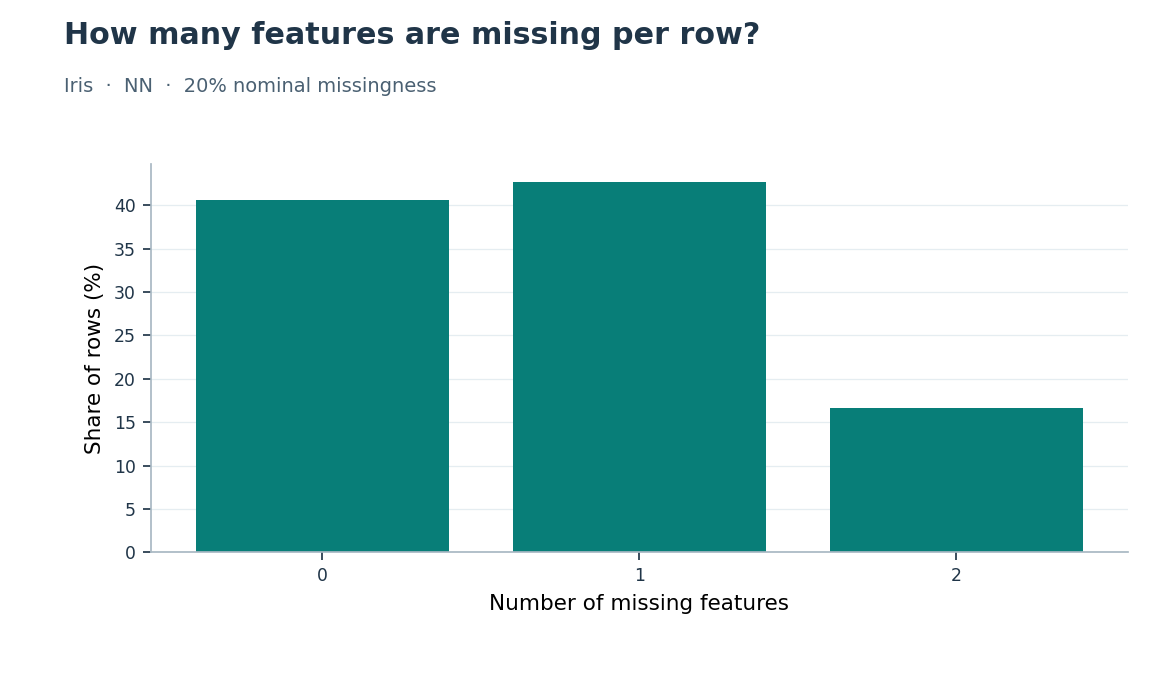 How many features are missing per row?
Iris · NN · 20% nominal missingness
Share of rows (%)
40
35
30
25
20
15
10
5
0
0 1 2
Number of missing features